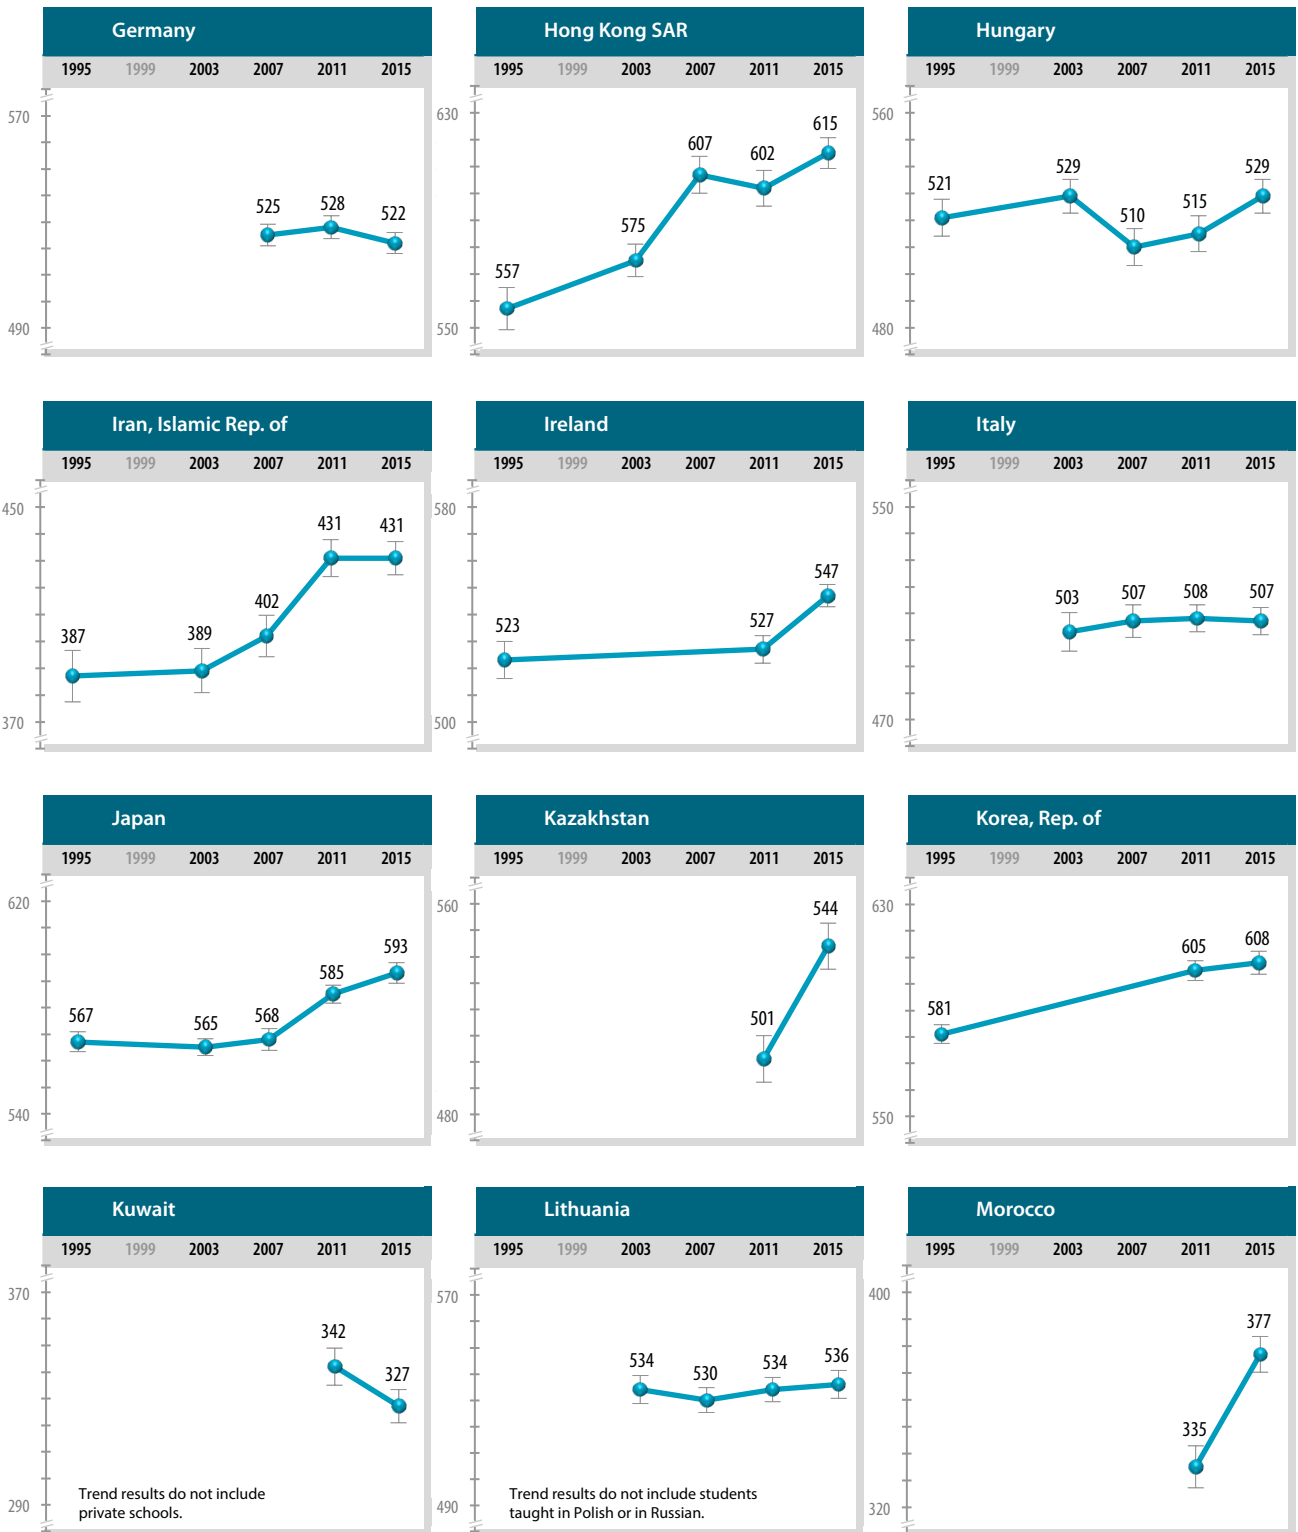 Germany
1995 1999 2003 2007 2011 2015
570
490
525
528
522
Hong Kong SAR
1995 1999 2003 2007 2011 2015
630
550
557
575
607
602
615
Hungary
1995 1999 2003 2007 2011 2015
560
480
521
529
510
515
529
Iran, Islamic Rep. of
1995 1999 2003 2007 2011 2015
450
370
387
389
402
431
431
Ireland
1995 1999 2003 2007 2011 2015
580
500
523
527
547
Italy
1995 1999 2003 2007 2011 2015
550
470
503
507
508
507
Japan
1995 1999 2003 2007 2011 2015
620
540
567
565
568
585
593
Kazakhstan
1995 1999 2003 2007 2011 2015
560
480
501
544
Korea, Rep. of
1995 1999 2003 2007 2011 2015
630
550
581
605
608
Kuwait
1995 1999 2003 2007 2011 2015
370
290
342
327
Trend results do not include
private schools.
Lithuania
1995 1999 2003 2007 2011 2015
570
490
534
530
534
536
Trend results do not include students
taught in Polish or in Russian.
Morocco
1995 1999 2003 2007 2011 2015
400
320
335
377